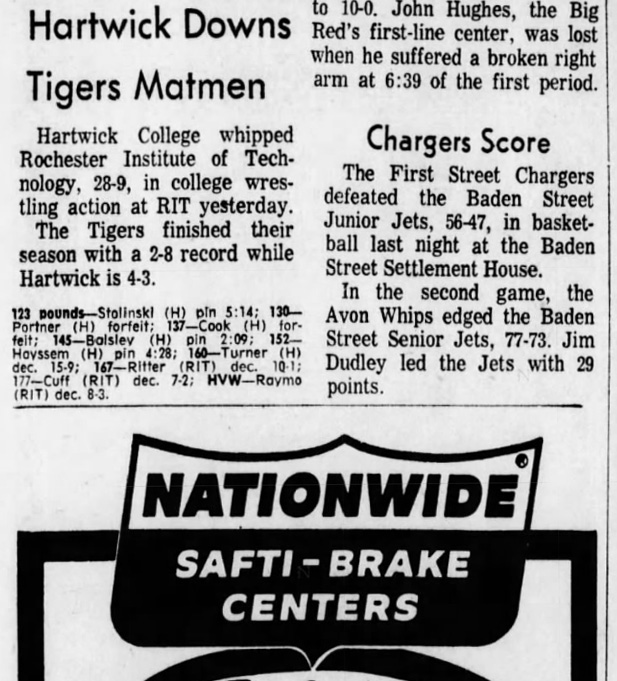 Hartwick Downs
Tigers Matmen
Hartwick College whipped
Rochester Institute of Tech-
nology, 28-9, in college wres-
tling action at RIT yesterday.
The Tigers finished their
season with a 2-8 record while
Hartwick is 4-3.
123 pounds—Stalinski (H) pin 5:14; 130—
Portner (H) forfeit; 137—Cook (H) for-
feit; 145—Balslev (H) pin 2:09; 152—
Hayssem (H) pin 4:28; 160—Turner (H)
dec. 15-9; 167—Ritter (RIT) dec. 10-1;
177—Cuff (RIT) dec. 7-2; HVW—Raymo
(RIT) dec. 8-3.
to 10-0. John Hughes, the Big
Red's first-line center, was lost
when he suffered a broken right
arm at 6:39 of the first period.
Chargers Score
The First Street Chargers
defeated the Baden Street
Junior Jets, 56-47, in basket-
ball last night at the Baden
Street Settlement House.
In the second game, the
Avon Whips edged the Baden
Street Senior Jets, 77-73. Jim
Dudley led the Jets with 29
points.
NATIONWIDE®
SAFTI-BRAKE
CENTERS